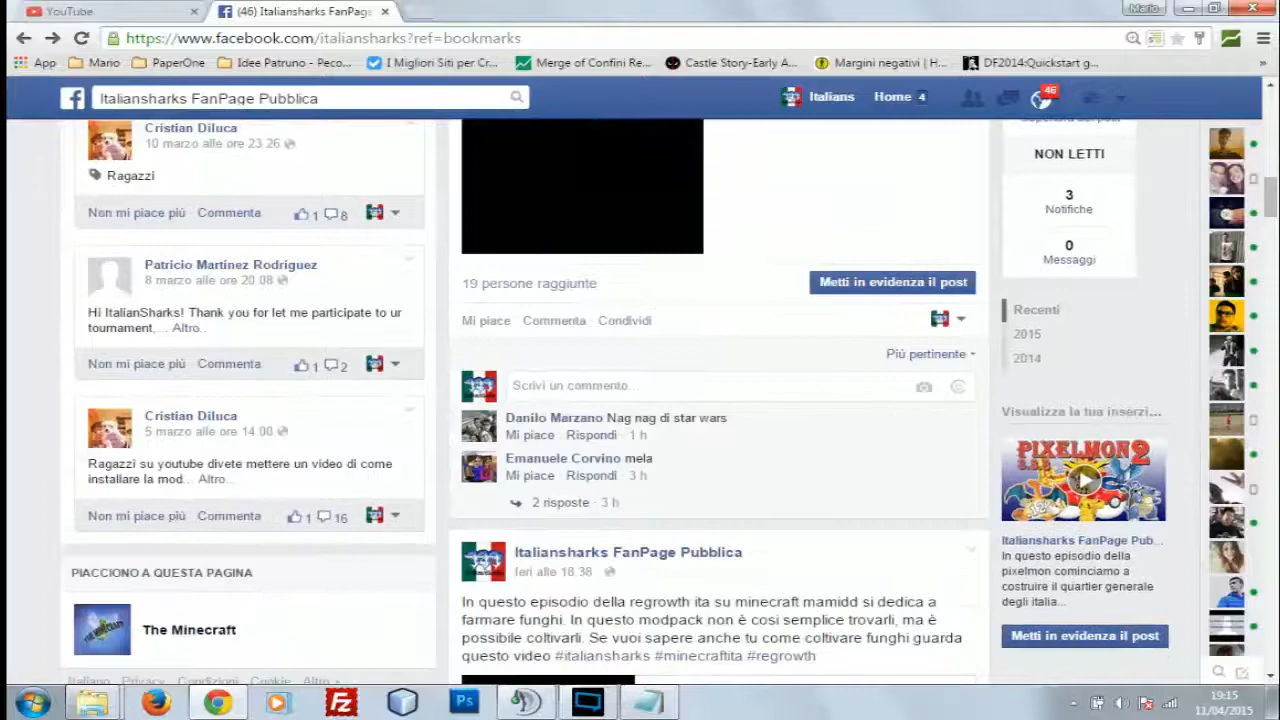 YouTube
(46) Italiansharks FanPage
Mario
https://www.facebook.com/italiansharks?ref=bookmarks
App
Mario
PaperOne
Idee Patruno - Peco...
I Migliori Siti per Cr...
Merge of Confini Re...
Castle Story-Early A...
Margini negativi | H...
DF2014:Quickstart g...
»
Italiansharks FanPage Pubblica
Italians
Home 4
46
Cristian Diluca
10 marzo alle ore 23.26
Ragazzi
Non mi piace più Commenta 1 8
Patricio Martínez Rodríguez
8 marzo alle ore 20.08
Hi ItalianSharks! Thank you for let me participate to ur
tournament,... Altro..
Non mi piace più Commenta 1 2
Cristian Diluca
5 marzo alle ore 14.00
Ragazzi su youtube divete mettere un video di come
installare la mod... Altro...
Non mi piace più Commenta 1 16
PIACCIONO A QUESTA PAGINA
The Minecraft
Italiano Privacy Condizioni Cookie Altro
19 persone raggiunte
Metti in evidenza il post
Mi piace Commenta Condividi
Più pertinente
Scrivi un commento...
Danilo Marzano Nag nag di star wars
Mi piace · Rispondi · 1 h
Emanuele Corvino mela
Mi piace · Rispondi · 3 h
2 risposte · 3 h
Italiansharks FanPage Pubblica
Ieri alle 18.38
In questo episodio della regrowth ita su minecraft mamidd si dedica a
farmare funghi. In questo modpack non è cosi semplice trovarli, ma è
possibile coltivarli. Se vuoi sapere anche tu come coltivare funghi guarda
questo video #italiansharks #minecraftita #regrowth
NON LETTI
3
Notifiche
0
Messaggi
Recenti
2015
2014
Visualizza la tua inserzi...
PIXELMON 2
Italiansharks FanPage Pub...
In questo episodio della
pixelmon cominciamo a
costruire il quartier generale
degli italia...
Metti in evidenza il post
Ps
19:15
11/04/2015